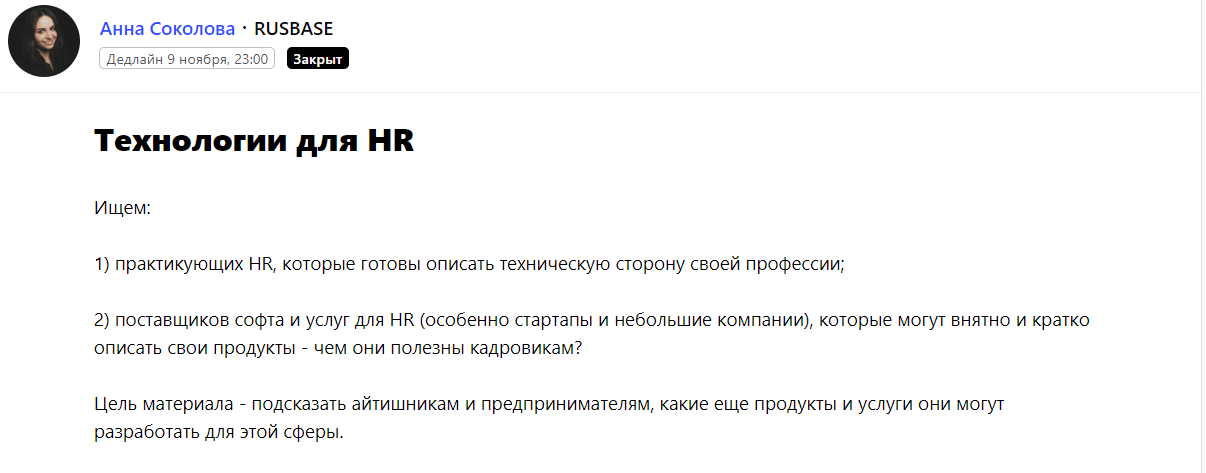 Анна Соколова · RUSBASE
Дедлайн 9 ноября, 23:00 Закрыт
Технологии для HR
Ищем:
1) практикующих HR, которые готовы описать техническую сторону своей профессии;
2) поставщиков софта и услуг для HR (особенно стартапы и небольшие компании), которые могут внятно и кратко
описать свои продукты - чем они полезны кадровикам?
Цель материала - подсказать айтишникам и предпринимателям, какие еще продукты и услуги они могут
разработать для этой сферы.